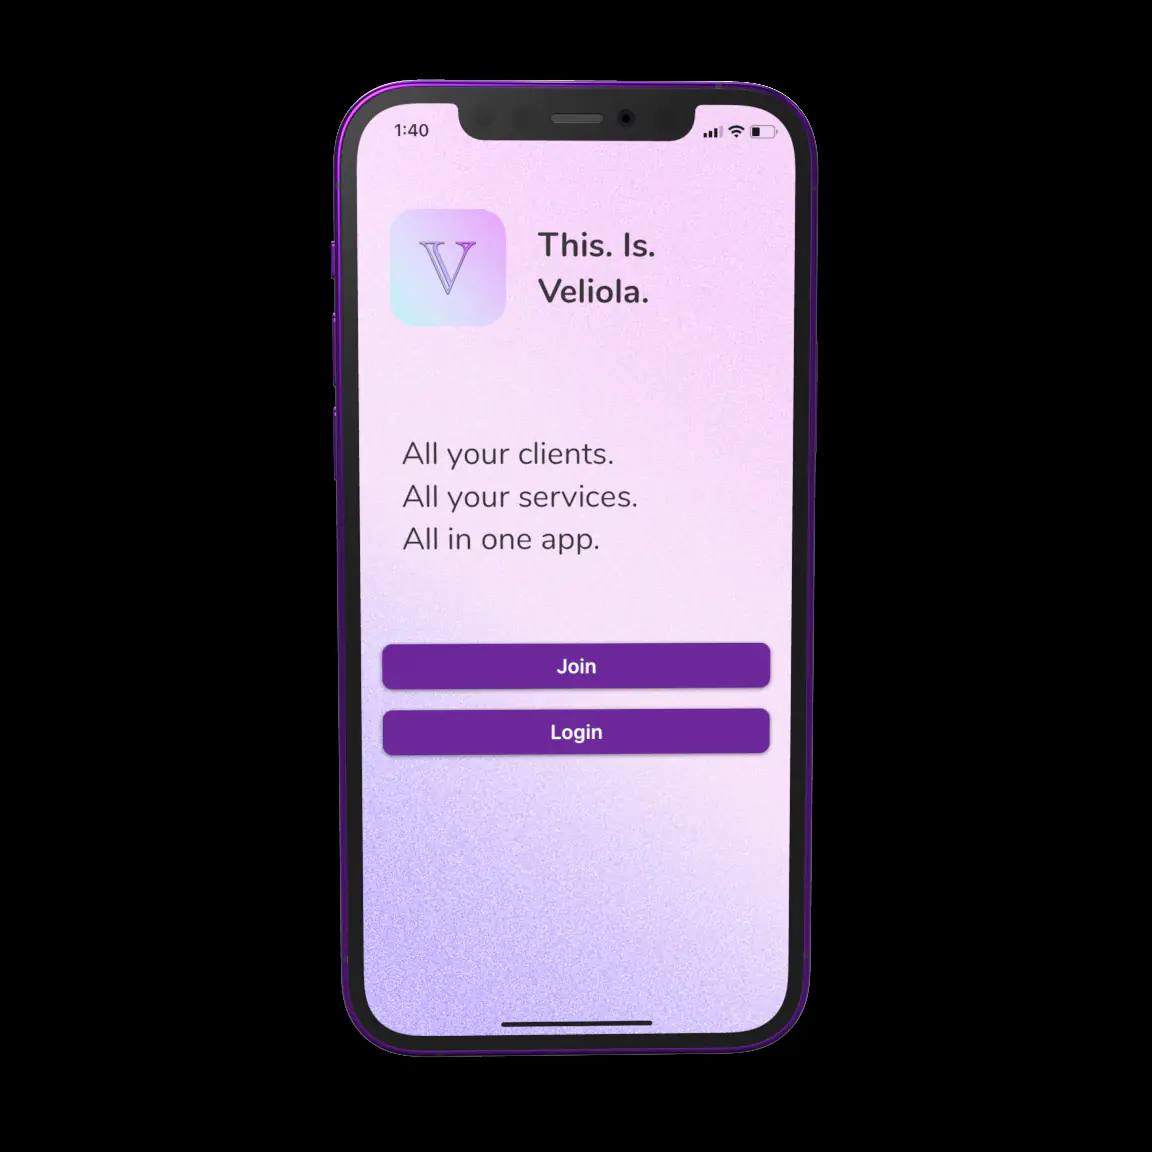 1:40
V
This. Is.
Veliola.
All your clients.
All your services.
All in one app.
Join
Login